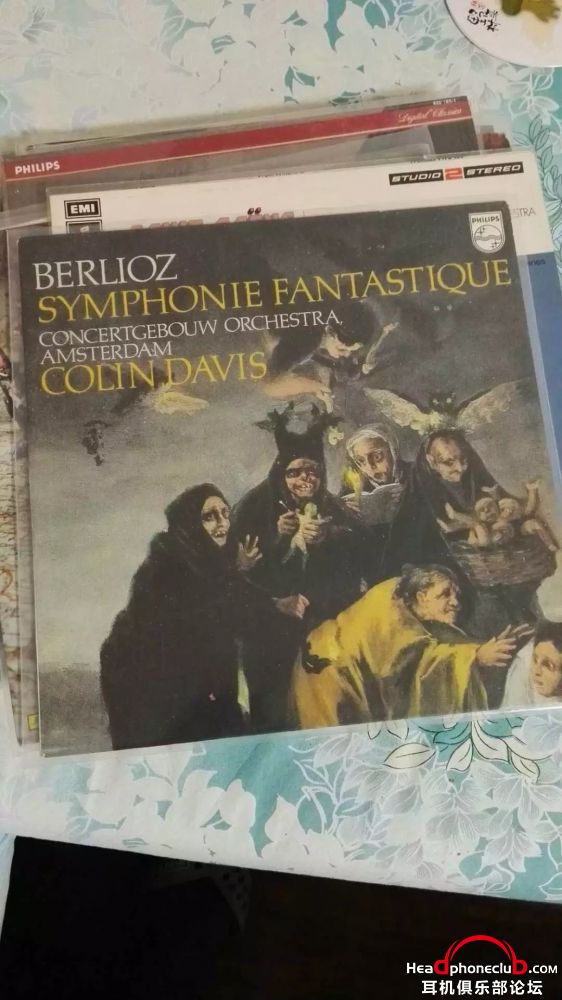 Digital Classics
PHILIPS
EMI
STUDIO 2 STEREO
PHILIPS
BERLIOZ
SYMPHONIE FANTASTIQUE
CONCERTGEBOUW ORCHESTRA,
AMSTERDAM
COLIN DAVIS
HeadphoneClub.com
耳机俱乐部论坛